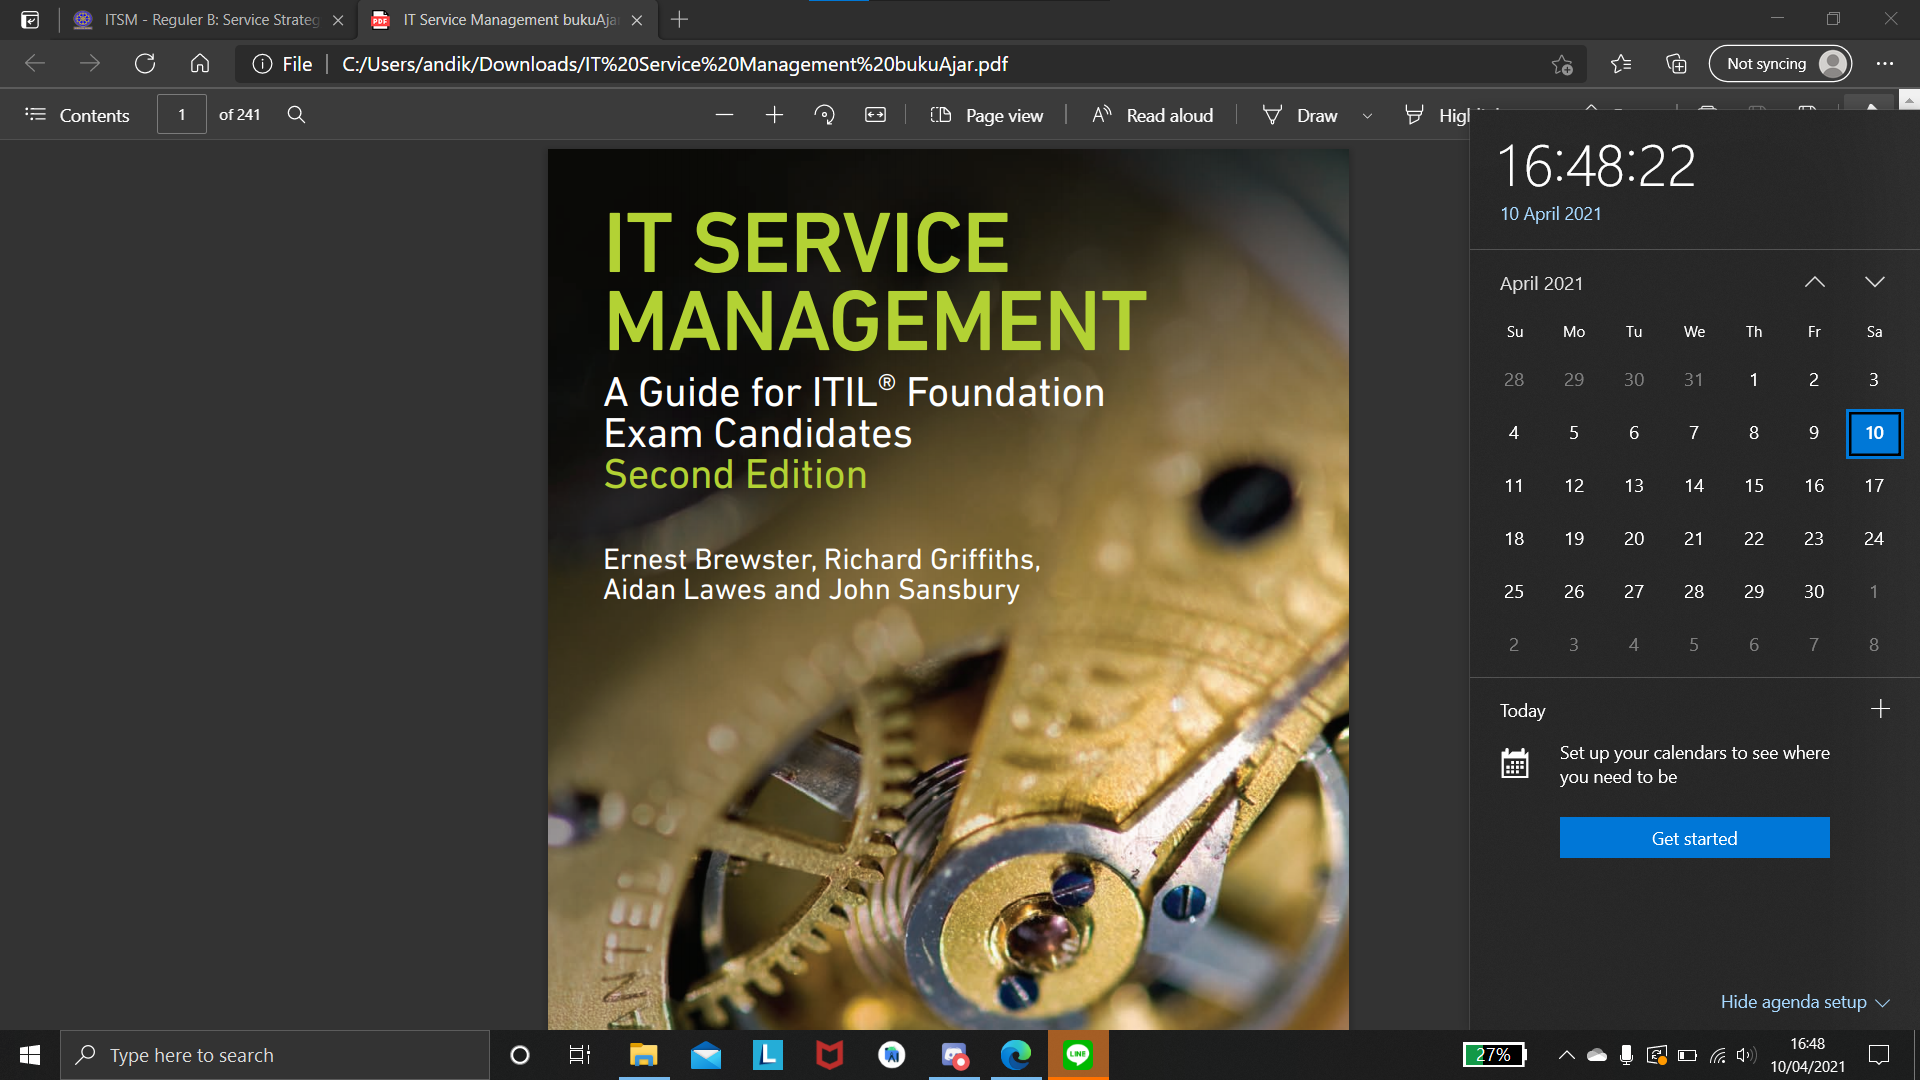 ITSM - Reguler B: Service Strateg
IT Service Management bukuAja
File
C:/Users/andik/Downloads/IT%20Service%20Management%20bukuAjar.pdf
Not syncing
Contents
1
of 241
Page view
Read aloud
Draw
IT SERVICE
MANAGEMENT
A Guide for ITIL® Foundation
Exam Candidates
Second Edition
Ernest Brewster, Richard Griffiths,
Aidan Lawes and John Sansbury
16:48:22
10 April 2021
April 2021
Su Mo Tu We Th Fr Sa
28 29 30 31 1 2 3
4 5 6 7 8 9 10
11 12 13 14 15 16 17
18 19 20 21 22 23 24
25 26 27 28 29 30 1
2 3 4 5 6 7 8
Today
Set up your calendars to see where
you need to be
Get started
Hide agenda setup
Type here to search
LINE
27%
16:48
10/04/2021